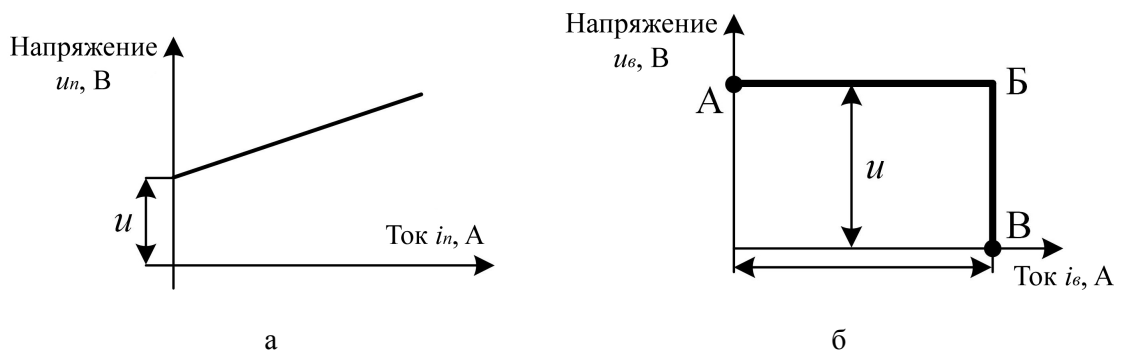 Напряжение
uп, В
u
Ток iп, А
а
Напряжение
uв, В
А
Б
u
В
Ток iв, А
б